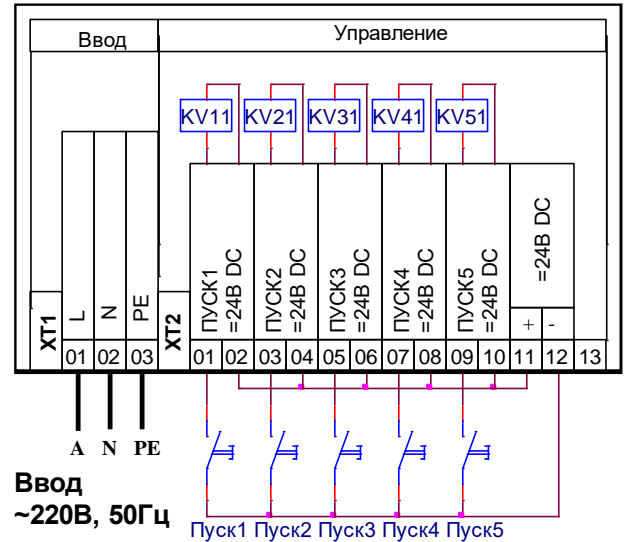 Ввод Управление
KV11 KV21 KV31 KV41 KV51
XT1 L N PE XT2 ПУСК1 =24В DC ПУСК2 =24В DC ПУСК3 =24В DC ПУСК4 =24В DC ПУСК5 =24В DC =24В DC
+ -
01 02 03 01 02 03 04 05 06 07 08 09 10 11 12 13
A N PE
Ввод
~220В, 50Гц
Пуск1 Пуск2 Пуск3 Пуск4 Пуск5